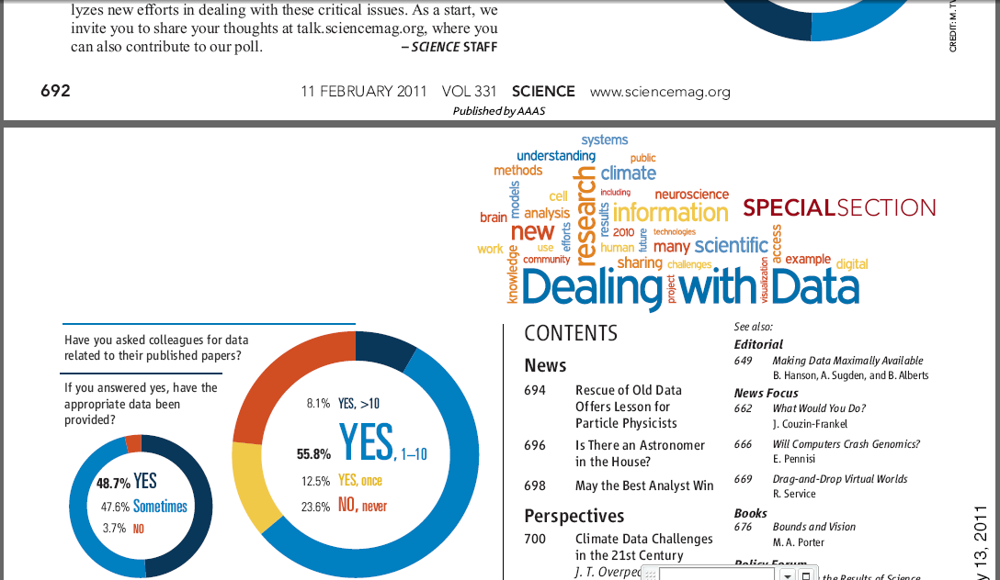 lyzes new efforts in dealing with these critical issues. As a start, we
invite you to share your thoughts at talk.sciencemag.org, where you
can also contribute to our poll.
– SCIENCE STAFF
692
11 FEBRUARY 2011 VOL 331 SCIENCE www.sciencemag.org
Published by AAAS
systems
understanding
public
methods
climate
research
models
cell
including
neuroscience
brain
analysis
results
information
new
efforts
2010
future
technologies
work
use
human
many
scientific
access
knowledge
community
sharing
challenges
visualization
example
digital
project
Dealing with Data
SPECIALSECTION
Have you asked colleagues for data
related to their published papers?
If you answered yes, have the
appropriate data been
provided?
48.7% YES
47.6% Sometimes
3.7% NO
8.1% YES, >10
55.8% YES, 1–10
12.5% YES, once
23.6% NO, never
CONTENTS
News
694 Rescue of Old Data
Offers Lesson for
Particle Physicists
696 Is There an Astronomer
in the House?
698 May the Best Analyst Win
Perspectives
700 Climate Data Challenges
in the 21st Century
See also:
Editorial
649 Making Data Maximally Available
B. Hanson, A. Sugden, and B. Alberts
News Focus
662 What Would You Do?
J. Couzin-Frankel
666 Will Computers Crash Genomics?
E. Pennisi
669 Drag-and-Drop Virtual Worlds
R. Service
Books
676 Bounds and Vision
M. A. Porter
Policy Forum
the Results of Science
J. T.
CREDIT: M.
13, 2011